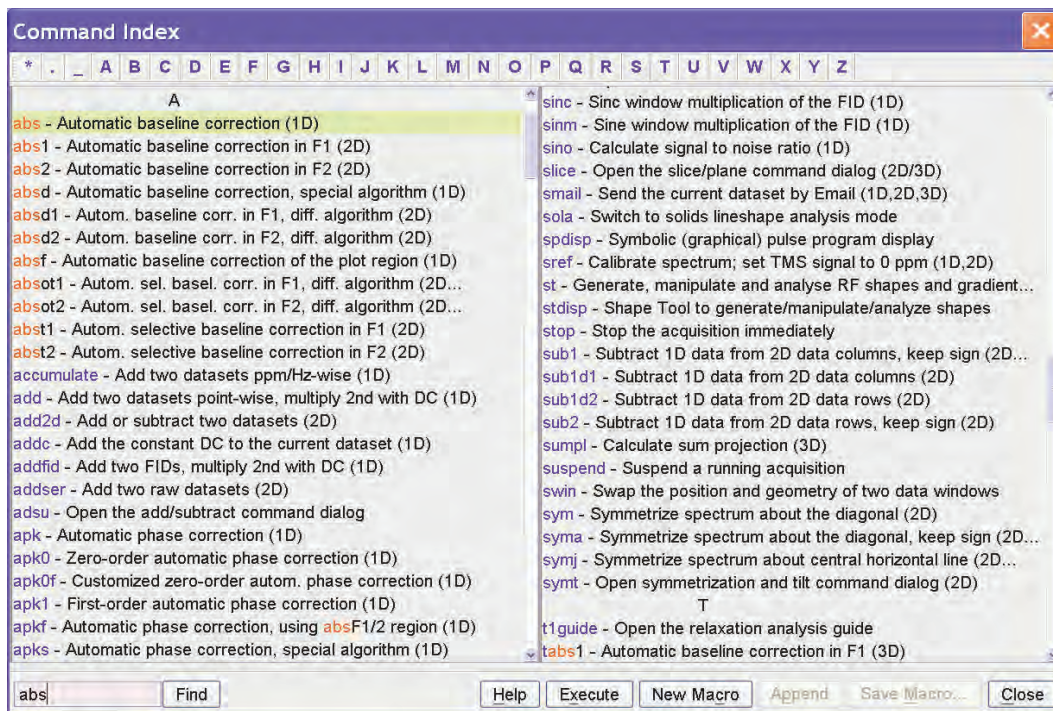 Command Index
* . _ A B C D E F G H I J K L M N O P Q R S T U V W X Y Z
A
abs - Automatic baseline correction (1D)
abs1 - Automatic baseline correction in F1 (2D)
abs2 - Automatic baseline correction in F2 (2D)
absd - Automatic baseline correction, special algorithm (1D)
absd1 - Autom. baseline corr. in F1, diff. algorithm (2D)
absd2 - Autom. baseline corr. in F2, diff. algorithm (2D)
absf - Automatic baseline correction of the plot region (1D)
absot1 - Autom. sel. basel. corr. in F1, diff. algorithm (2D...
absot2 - Autom. sel. basel. corr. in F2, diff. algorithm (2D...
abst1 - Autom. selective baseline correction in F1 (2D)
abst2 - Autom. selective baseline correction in F2 (2D)
accumulate - Add two datasets ppm/Hz-wise (1D)
add - Add two datasets point-wise, multiply 2nd with DC (1D)
add2d - Add or subtract two datasets (2D)
addc - Add the constant DC to the current dataset (1D)
addfid - Add two FIDs, multiply 2nd with DC (1D)
addser - Add two raw datasets (2D)
adsu - Open the add/subtract command dialog
apk - Automatic phase correction (1D)
apk0 - Zero-order automatic phase correction (1D)
apk0f - Customized zero-order autom. phase correction (1D)
apk1 - First-order automatic phase correction (1D)
apkf - Automatic phase correction, using absF1/2 region (1D)
apks - Automatic phase correction, special algorithm (1D)
sinc - Sinc window multiplication of the FID (1D)
sinm - Sine window multiplication of the FID (1D)
sino - Calculate signal to noise ratio (1D)
slice - Open the slice/plane command dialog (2D/3D)
smail - Send the current dataset by Email (1D,2D,3D)
sola - Switch to solids lineshape analysis mode
spdisp - Symbolic (graphical) pulse program display
sref - Calibrate spectrum; set TMS signal to 0 ppm (1D,2D)
st - Generate, manipulate and analyse RF shapes and gradient...
stdisp - Shape Tool to generate/manipulate/analyze shapes
stop - Stop the acquisition immediately
sub1 - Subtract 1D data from 2D data columns, keep sign (2D...
sub1d1 - Subtract 1D data from 2D data columns (2D)
sub1d2 - Subtract 1D data from 2D data rows (2D)
sub2 - Subtract 1D data from 2D data rows, keep sign (2D)
sumpl - Calculate sum projection (3D)
suspend - Suspend a running acquisition
swin - Swap the position and geometry of two data windows
sym - Symmetrize spectrum about the diagonal (2D)
syma - Symmetrize spectrum about the diagonal, keep sign (2D...
symj - Symmetrize spectrum about central horizontal line (2D...
symt - Open symmetrization and tilt command dialog (2D)
T
t1guide - Open the relaxation analysis guide
tabs1 - Automatic baseline correction in F1 (3D)
abs Find Help Execute New Macro Append Save Macro... Close